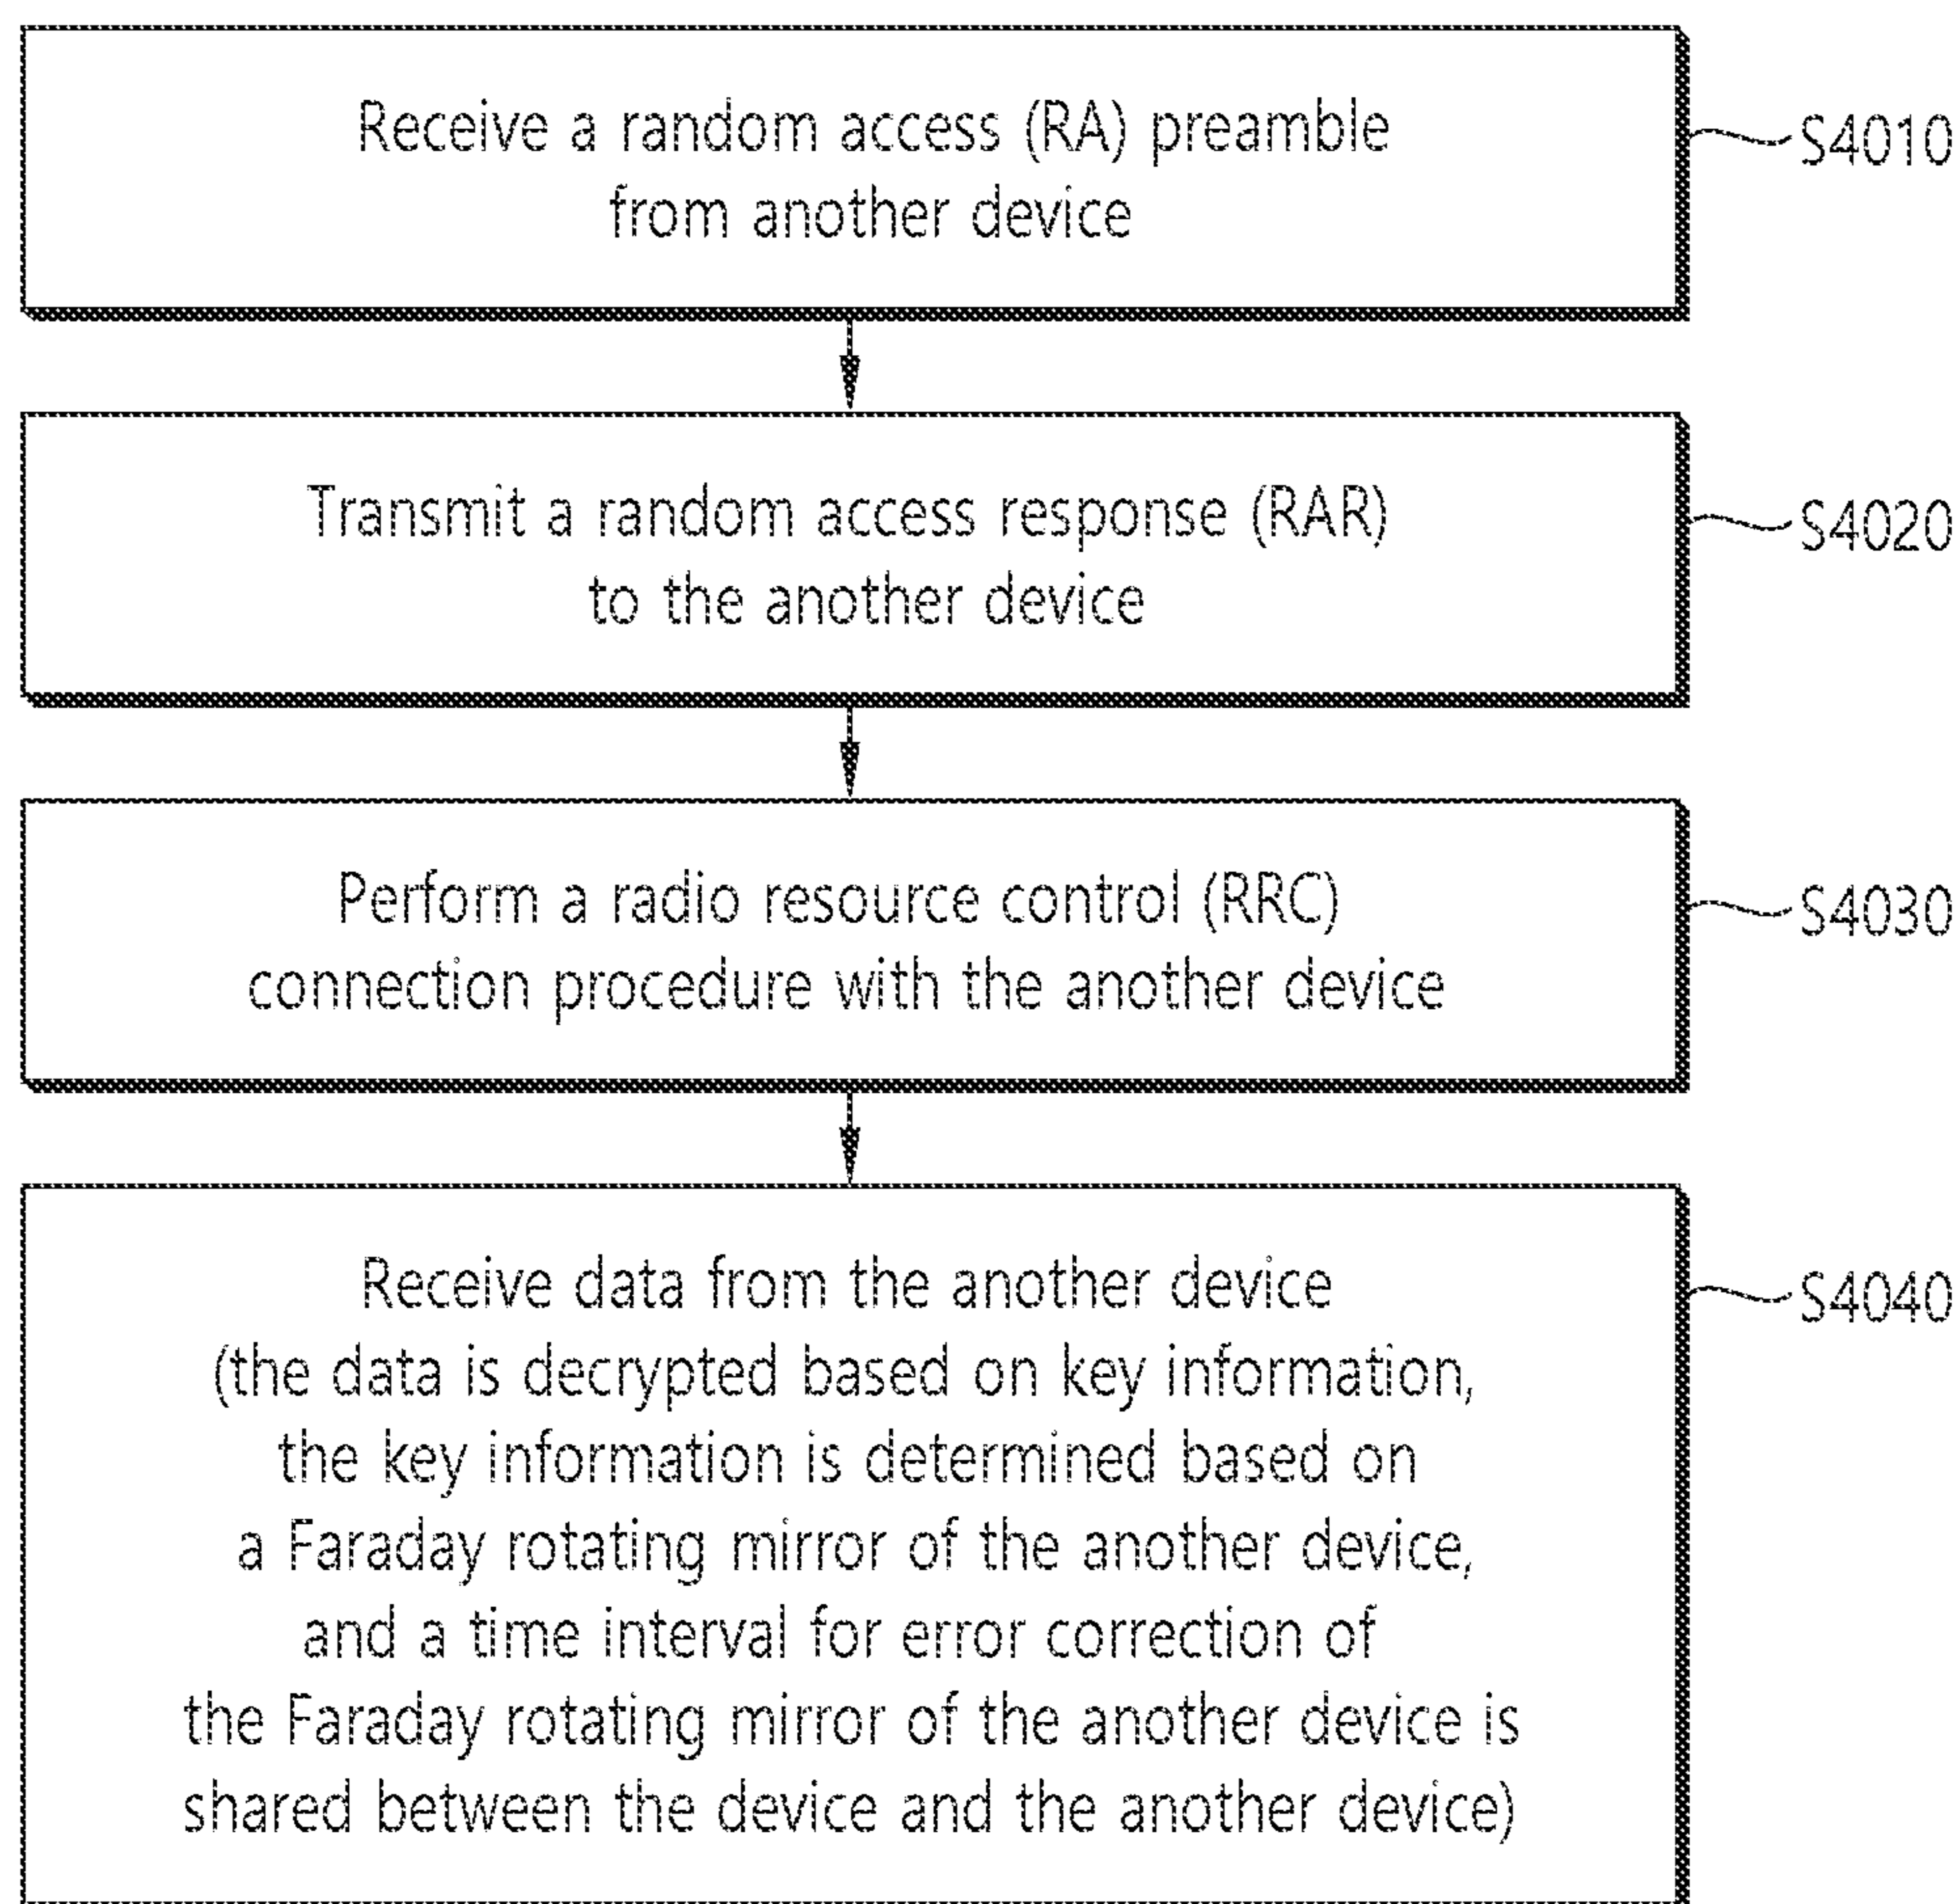 Receive a random access (RA) preamble
from another device
S4010
Transmit a random access response (RAR)
to the another device
S4020
Perform a radio resource control (RRC)
connection procedure with the another device
S4030
Receive data from the another device
(the data is decrypted based on key information,
the key information is determined based on
a Faraday rotating mirror of the another device,
and a time interval for error correction of
the Faraday rotating mirror of the another device is
shared between the device and the another device)
S4040